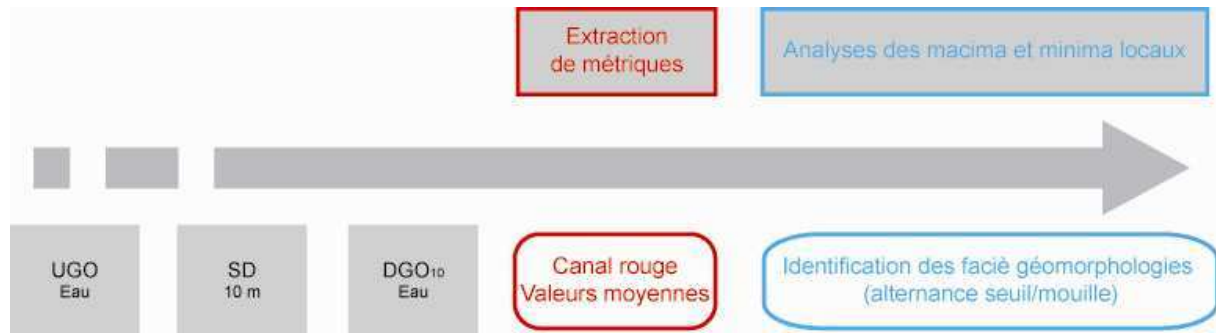 Extraction
de métriques
Analyses des macima et minima locaux
UGO
Eau
SD
10 m
DGO10
Eau
Canal rouge
Valeurs moyennes
Identification des faciè géomorphologies
(alternance seuil/mouille)